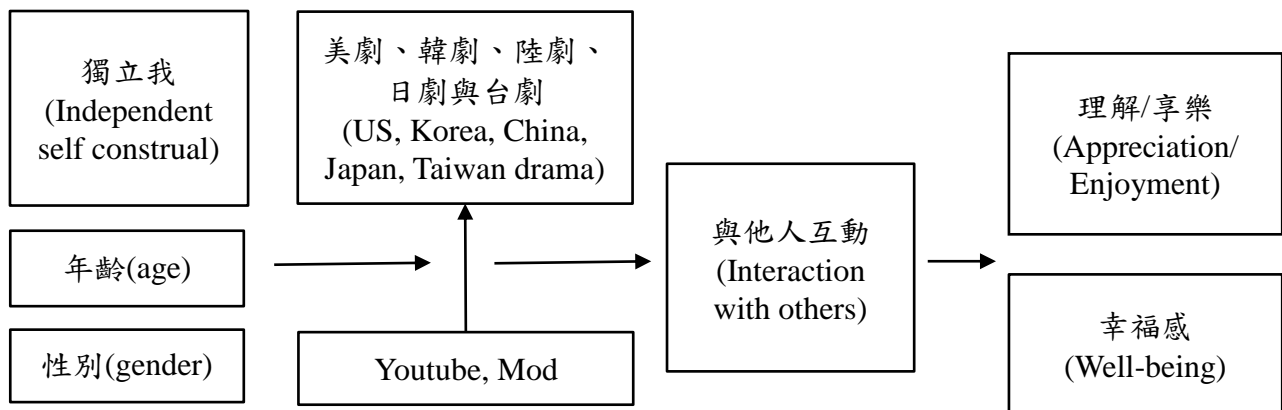 獨立我
(Independent
self construal)
年齡(age)
性別(gender)
美劇、韓劇、陸劇、
日劇與台劇
(US, Korea, China,
Japan, Taiwan drama)
Youtube, Mod
與他人互動
(Interaction
with others)
理解/享樂
(Appreciation/
Enjoyment)
幸福感
(Well-being)